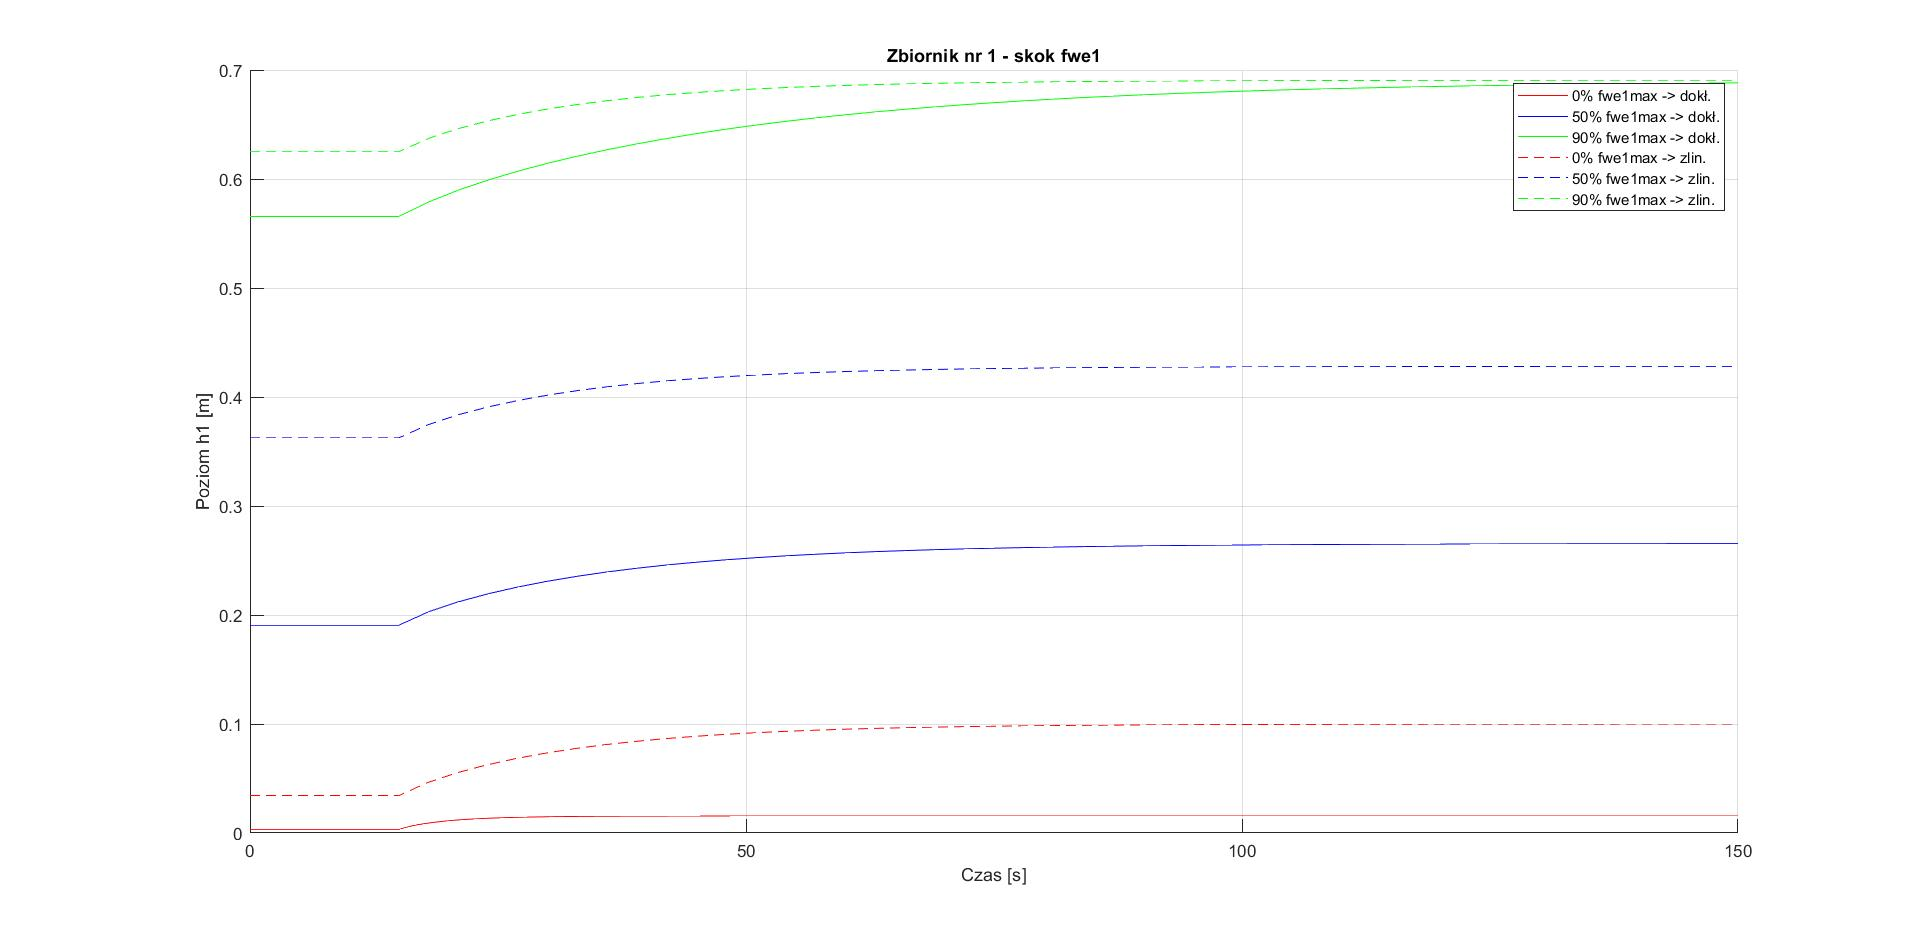 Zbiornik nr 1 - skok fwe1
0.7
0.6
0.5
0.4
0.3
0.2
0.1
0
Poziom h1 [m]
0% fwe1max -> dokł.
50% fwe1max -> dokł.
90% fwe1max -> dokł.
0% fwe1max -> zlin.
50% fwe1max -> zlin.
90% fwe1max -> zlin.
0 50 100 150
Czas [s]